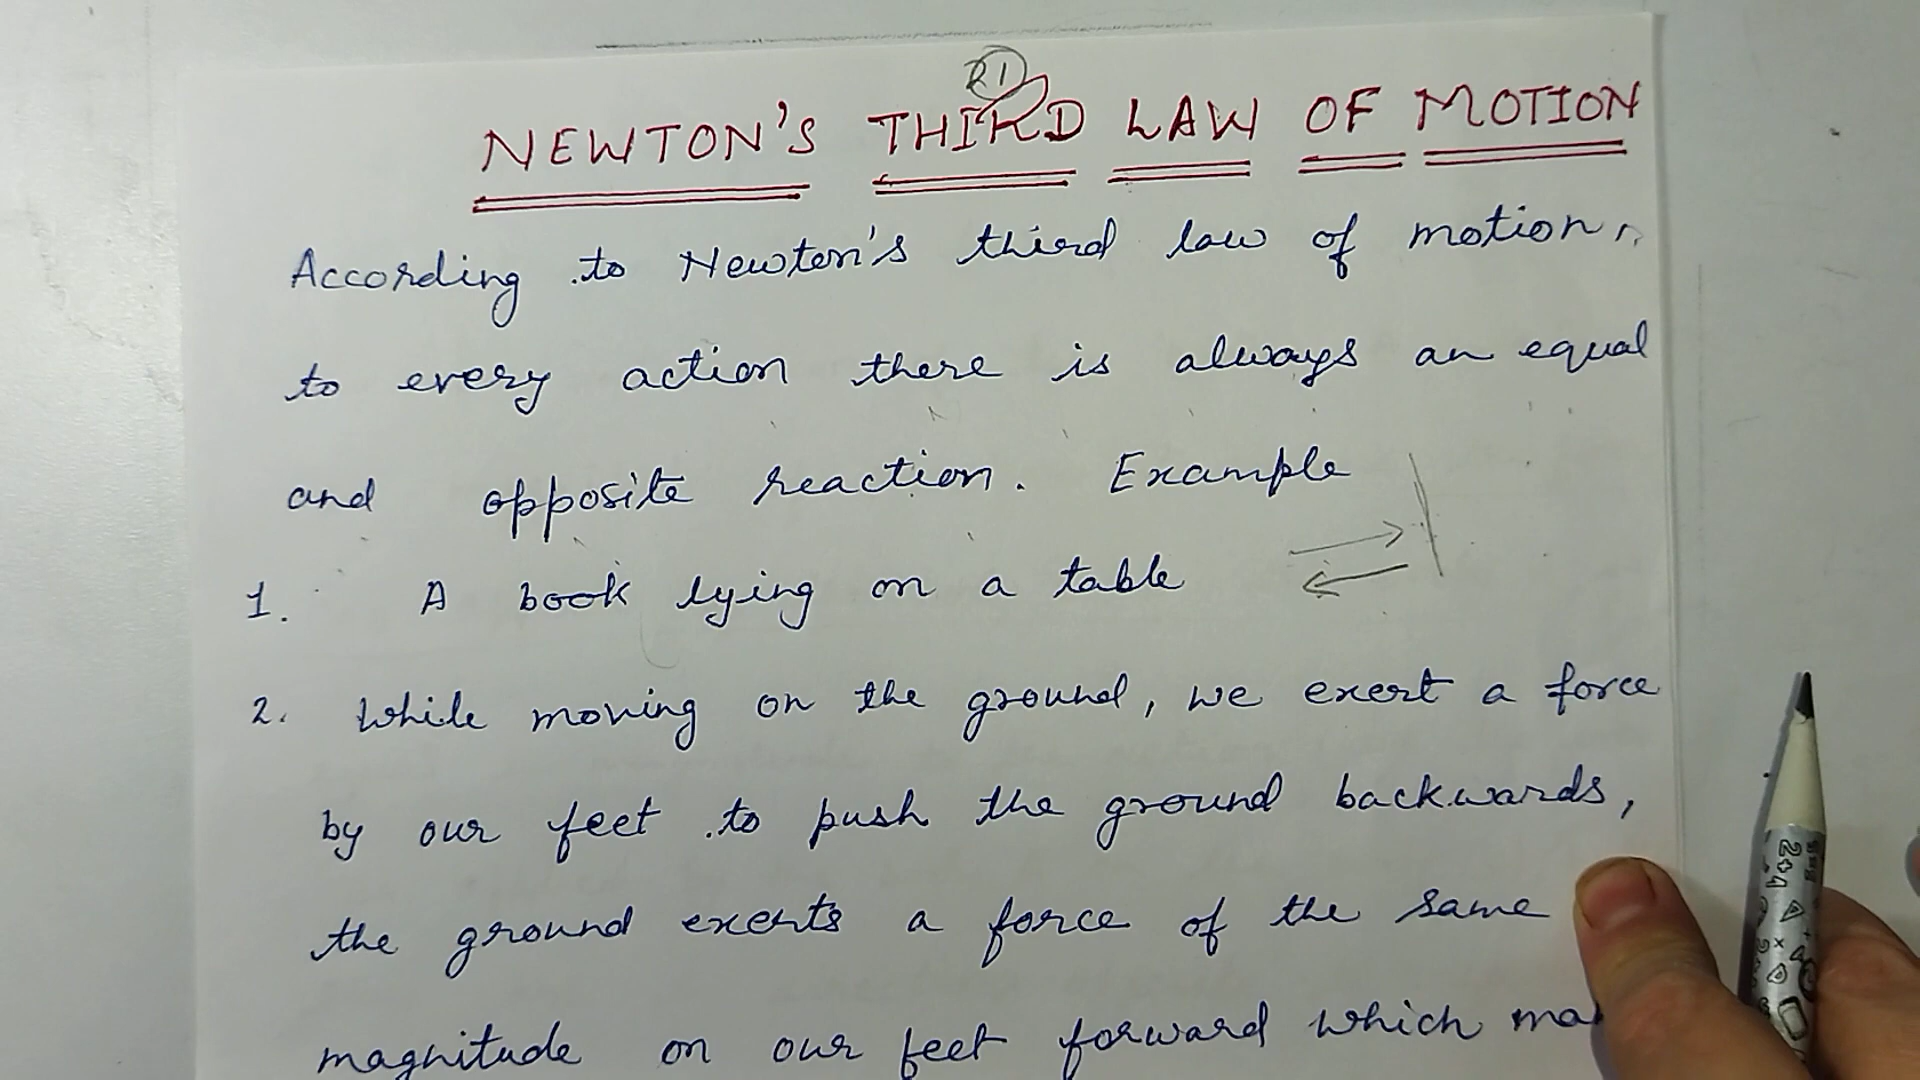 R1
NEWTON'S THIRD LAW OF MOTION
According to Newton's third law of motion,
to every action there is always an equal
and opposite reaction. Example
1. A book lying on a table
2. While moving on the ground, we exert a force
by our feet to push the ground backwards,
the ground exerts a force of the same
magnitude on our feet forward which